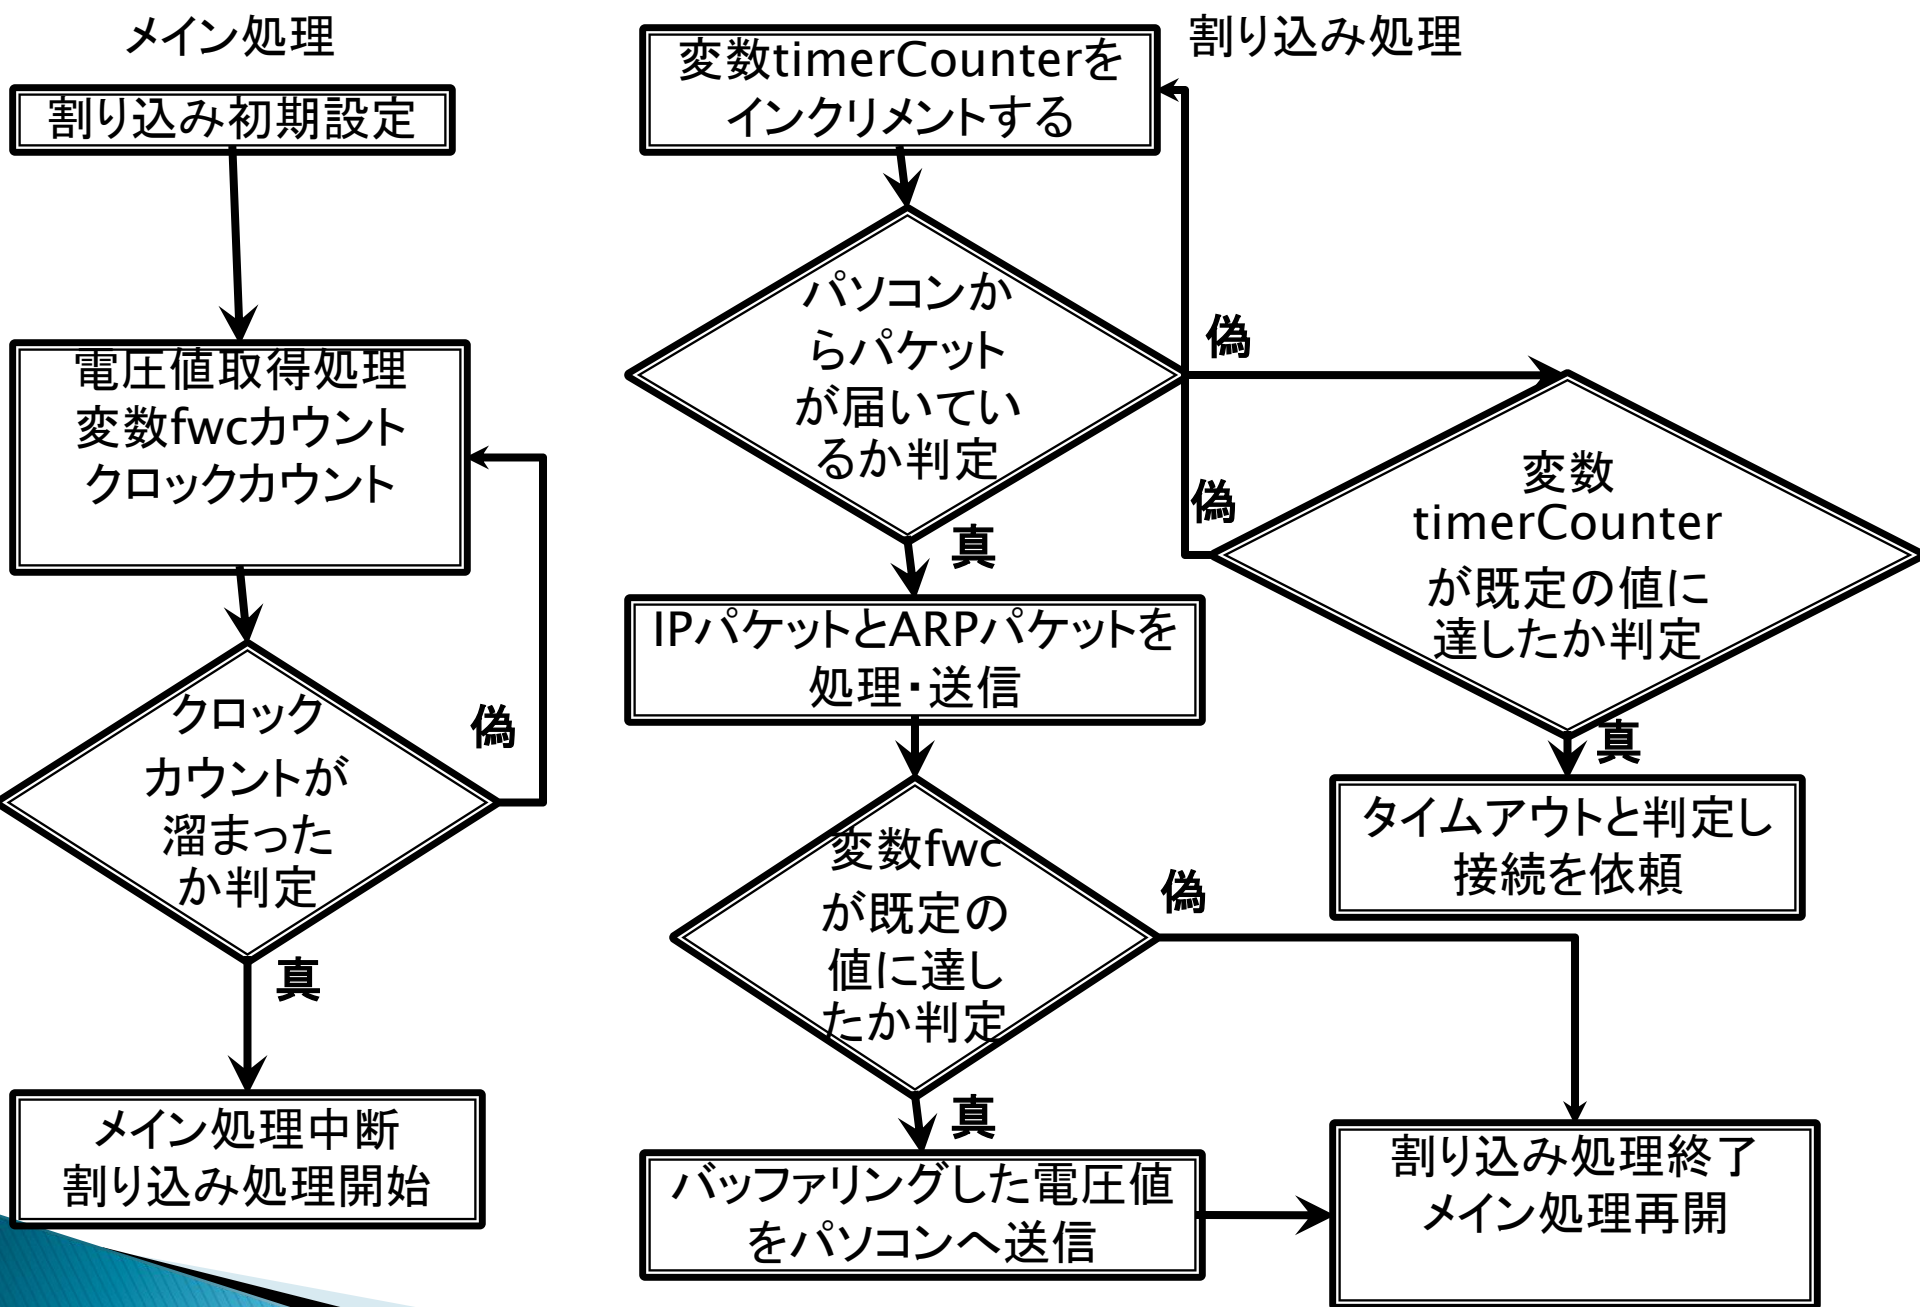 メイン処理
割り込み初期設定
電圧値取得処理
変数fwcカウント
クロックカウント
クロック
カウントが
溜まった
か判定
偽
真
メイン処理中断
割り込み処理開始
割り込み処理
変数timerCounterを
インクリメントする
パソコンか
らパケット
が届いてい
るか判定
偽
真
変数
timerCounter
が既定の値に
達したか判定
偽
真
タイムアウトと判定し
接続を依頼
IPパケットとARPパケットを
処理・送信
変数fwc
が既定の
値に達し
たか判定
偽
真
バッファリングした電圧値
をパソコンへ送信
割り込み処理終了
メイン処理再開